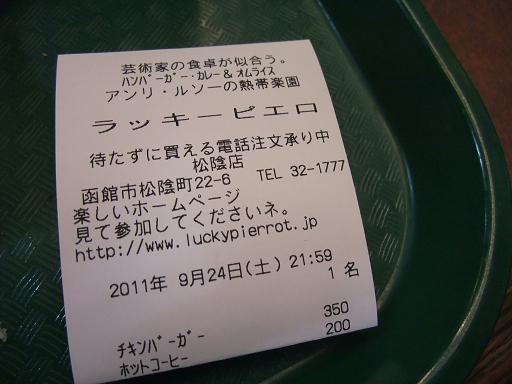 芸術家の食卓が似合う。
ﾊﾝﾊﾞｰｶﾞｰ･ｶﾚｰ&ｵﾑﾗｲｽ
アンリ・ルソーの熱帯楽園
ラッキーピエロ
待たずに買える電話注文承り中
松陰店
函館市松陰町22-6 TEL 32-1777
楽しいホームページ
見て参加してくださいネ。
http://www.luckypierrot.jp
2011年 9月24日(土) 21:59
1 名
ﾁｷﾝﾊﾞｰｶﾞｰ 350
ﾎｯﾄｺｰﾋｰ 200